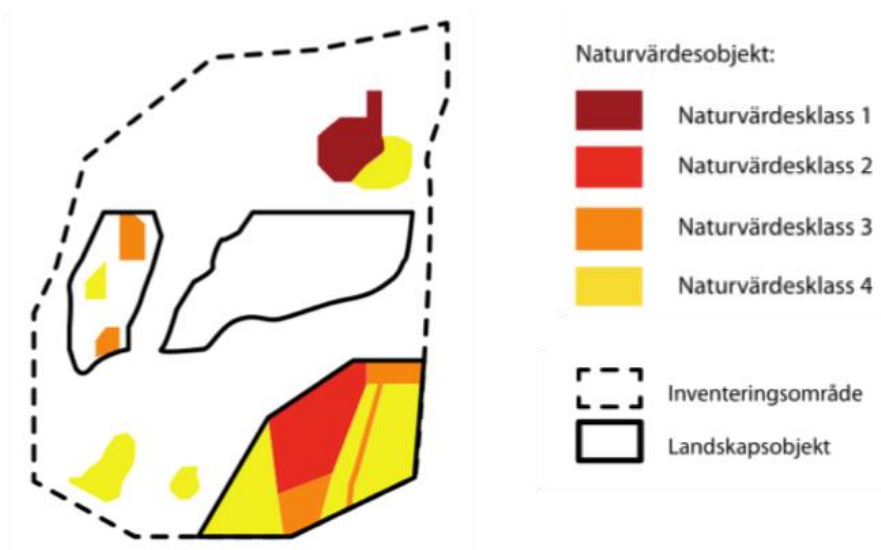 Naturvärdesobjekt:
Naturvärdesklass 1
Naturvärdesklass 2
Naturvärdesklass 3
Naturvärdesklass 4
Inventeringsområde
Landskapsobjekt